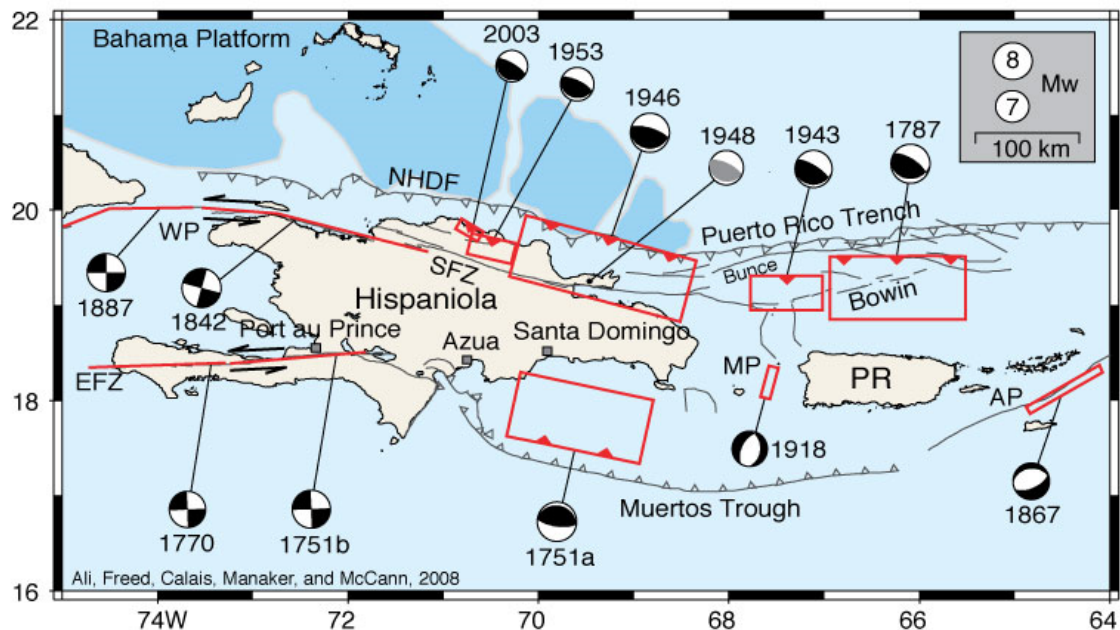 22
20
18
16
74W
72
70
68
66
64
Bahama Platform
2003
1953
1946
1948
1943
1787
8
7
Mw
100 km
NHDF
Puerto Rico Trench
WP
SFZ
Bunce
Bowin
1887
1842
Hispaniola
Port au Prince
Azua
Santa Domingo
EFZ
MP
PR
AP
1918
1867
Muertos Trough
1770
1751b
1751a
Ali, Freed, Calais, Manaker, and McCann, 2008